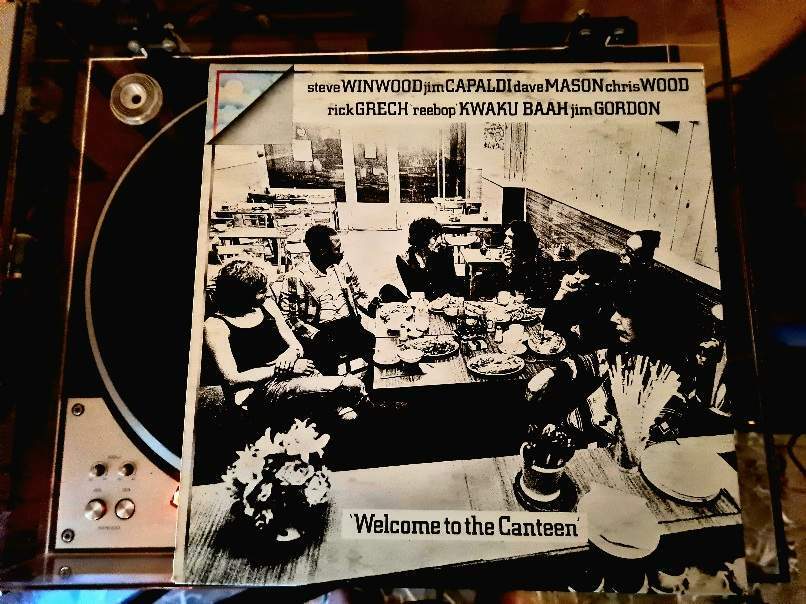 steve WINWOOD jim CAPALDI dave MASON chris WOOD
rick GRECH 'reebop' KWAKU BAAH jim GORDON
'Welcome to the Canteen'